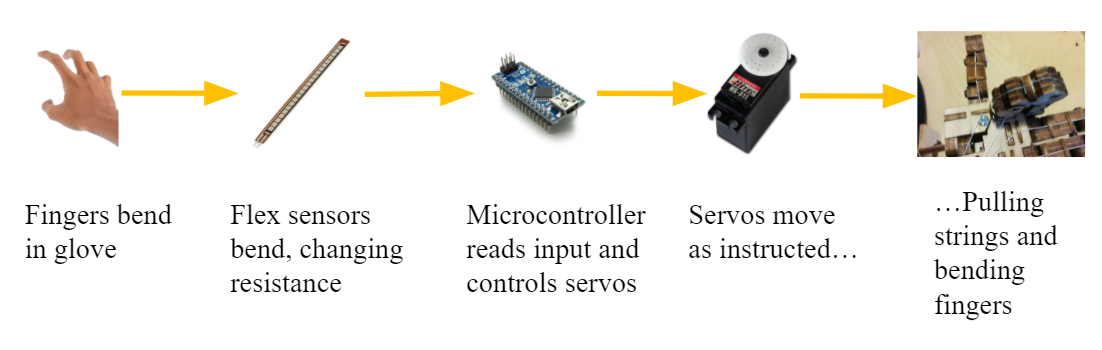 Fingers bend
in glove
Flex sensors
bend, changing
resistance
Microcontroller
reads input and
controls servos
Servos move
as instructed…
…Pulling
strings and
bending
fingers